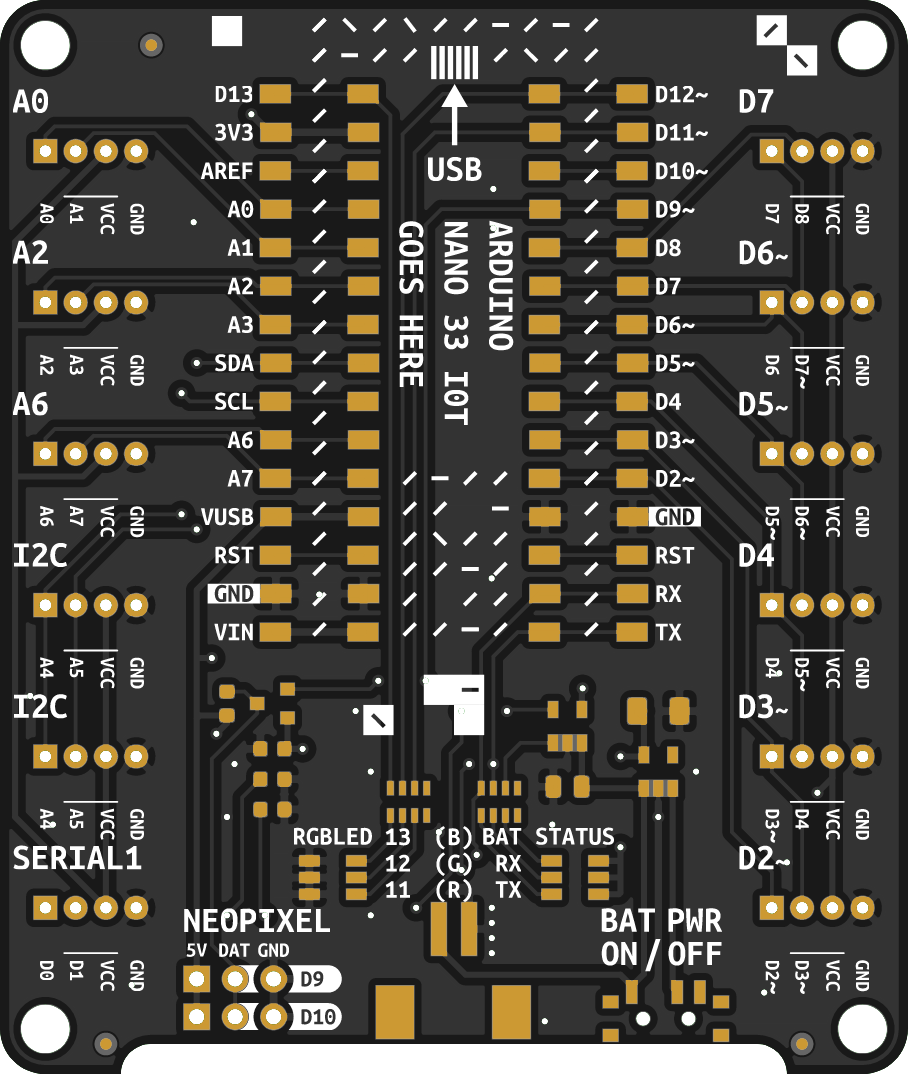 A0
D7
D13
D12~
3V3
D11~
AREF
USB
D10~
A0
D9~
A0 A1 VCC GND
D7 D8 VCC GND
A1
D8
ARDUINO
NANO 33 IOT
GOES HERE
A2
D6~
A2
D7
A3
D6~
SDA
D5~
A2 A3 VCC GND
D6 D7~ VCC GND
SCL
D4
A6
D5~
A6
D3~
A7
D2~
VUSB
GND
A6 A7 VCC GND
D5~ D6~ VCC GND
RST
RST
I2C
D4
GND
RX
VIN
TX
A4 A5 VCC GND
D4 D5~ VCC GND
I2C
D3~
A4 A5 VCC GND
D3~ D4 VCC GND
RGBLED 13 (B) BAT STATUS
12 (G) RX
11 (R) TX
SERIAL1
D2~
NEOPIXEL
5V DAT GND
D9
D10
BAT PWR
ON/OFF
D0 D1 VCC GND
D2~ D3~ VCC GND